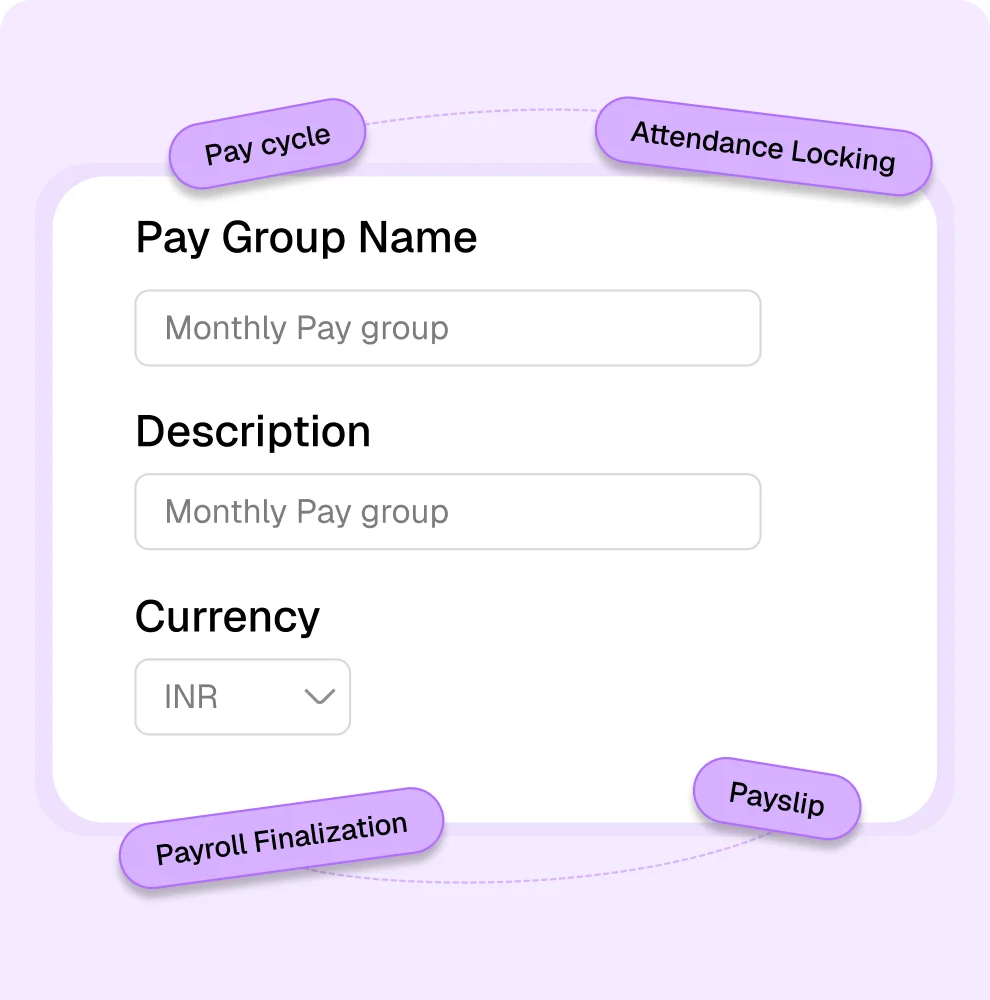 Pay cycle
Attendance Locking
Pay Group Name
Monthly Pay group
Description
Monthly Pay group
Currency
INR
Payslip
Payroll Finalization